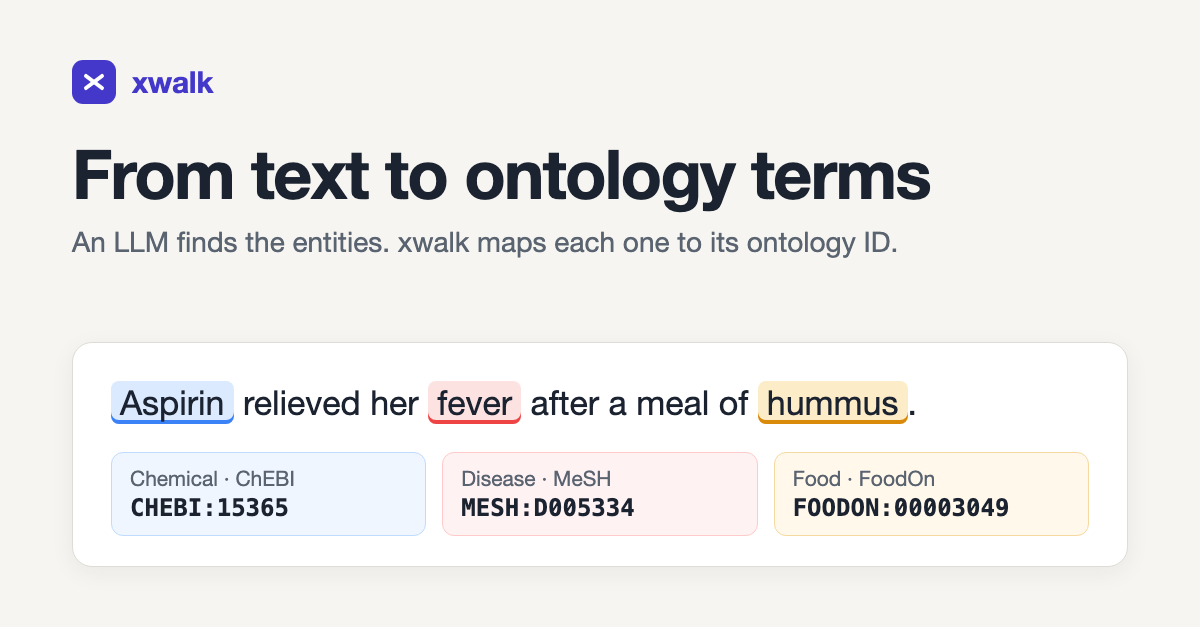 xwalk
From text to ontology terms
An LLM finds the entities. xwalk maps each one to its ontology ID.
Aspirin relieved her fever after a meal of hummus.
Chemical · ChEBI
CHEBI:15365
Disease · MeSH
MESH:D005334
Food · FoodOn
FOODON:00003049